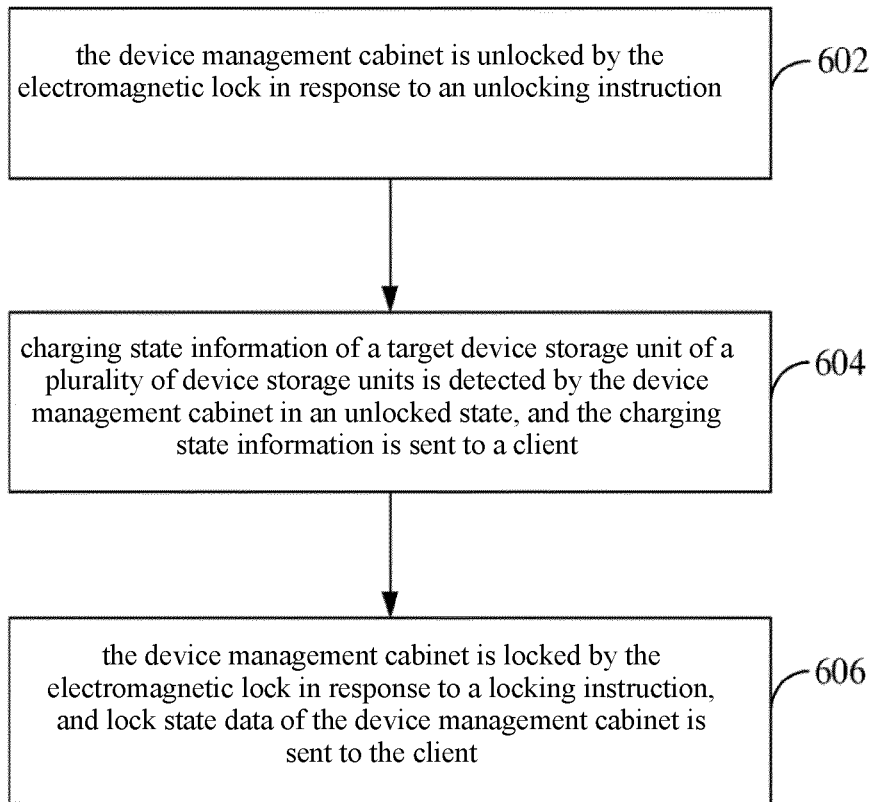 the device management cabinet is unlocked by the
electromagnetic lock in response to an unlocking instruction
602
charging state information of a target device storage unit of a
plurality of device storage units is detected by the device
management cabinet in an unlocked state, and the charging
state information is sent to a client
604
the device management cabinet is locked by the
electromagnetic lock in response to a locking instruction,
and lock state data of the device management cabinet is
sent to the client
606